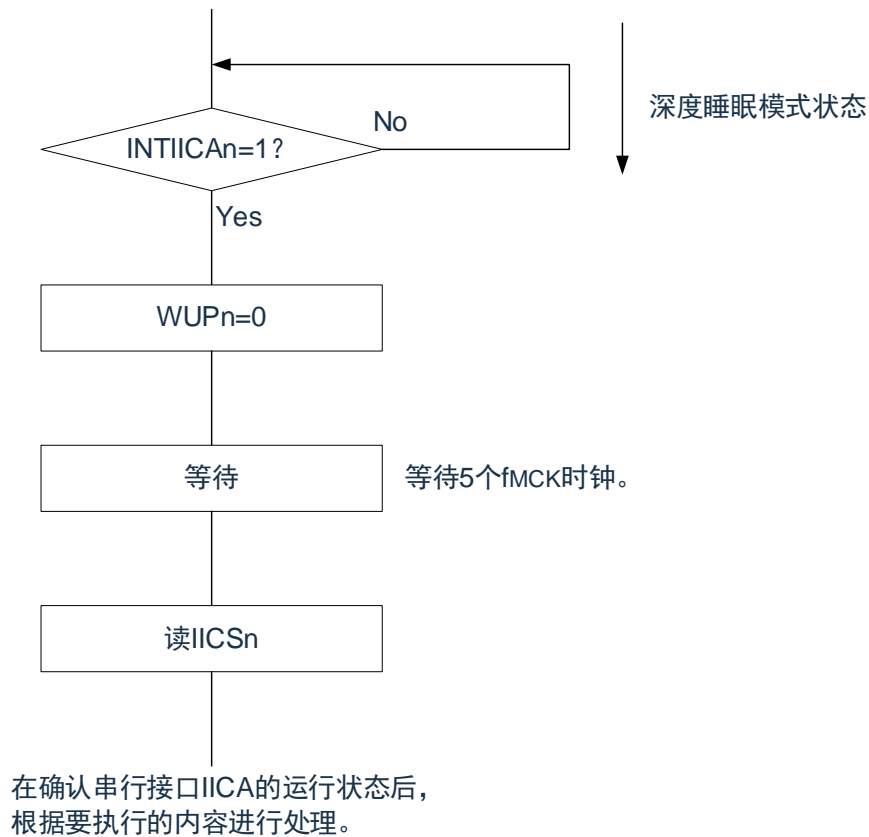 深度睡眠模式状态
No
INTIICAn=1?
Yes
WUPn=0
等待
等待5个fMCK时钟。
读IICSn
在确认串行接口IICA的运行状态后，
根据要执行的内容进行处理。